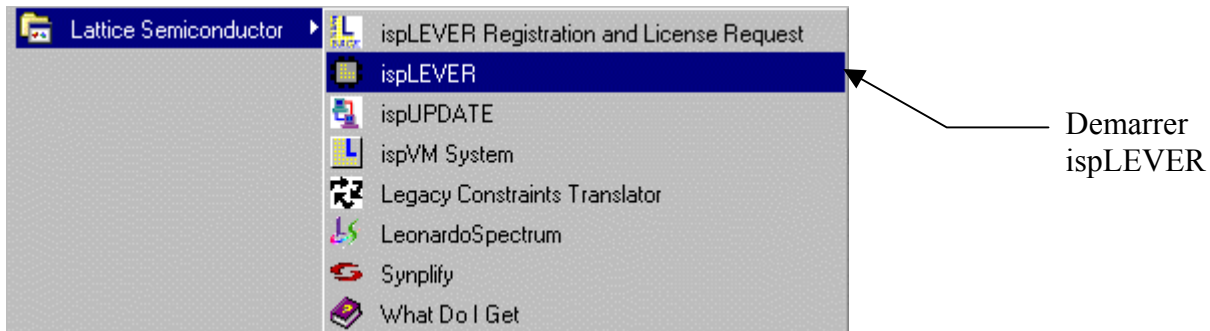 Lattice Semiconductor
ispLEVER Registration and License Request
ispLEVER
ispUPDATE
ispVM System
Legacy Constraints Translator
LeonardoSpectrum
Synplify
What Do I Get
Demarrer
ispLEVER